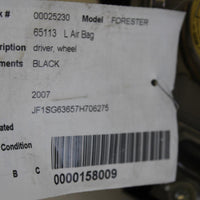 # 00025230 Model FORESTER
65113 L Air Bag
ription driver, wheel
ments BLACK
2007
JF1SG63657H706275
ated
Condition
B C 0000158009